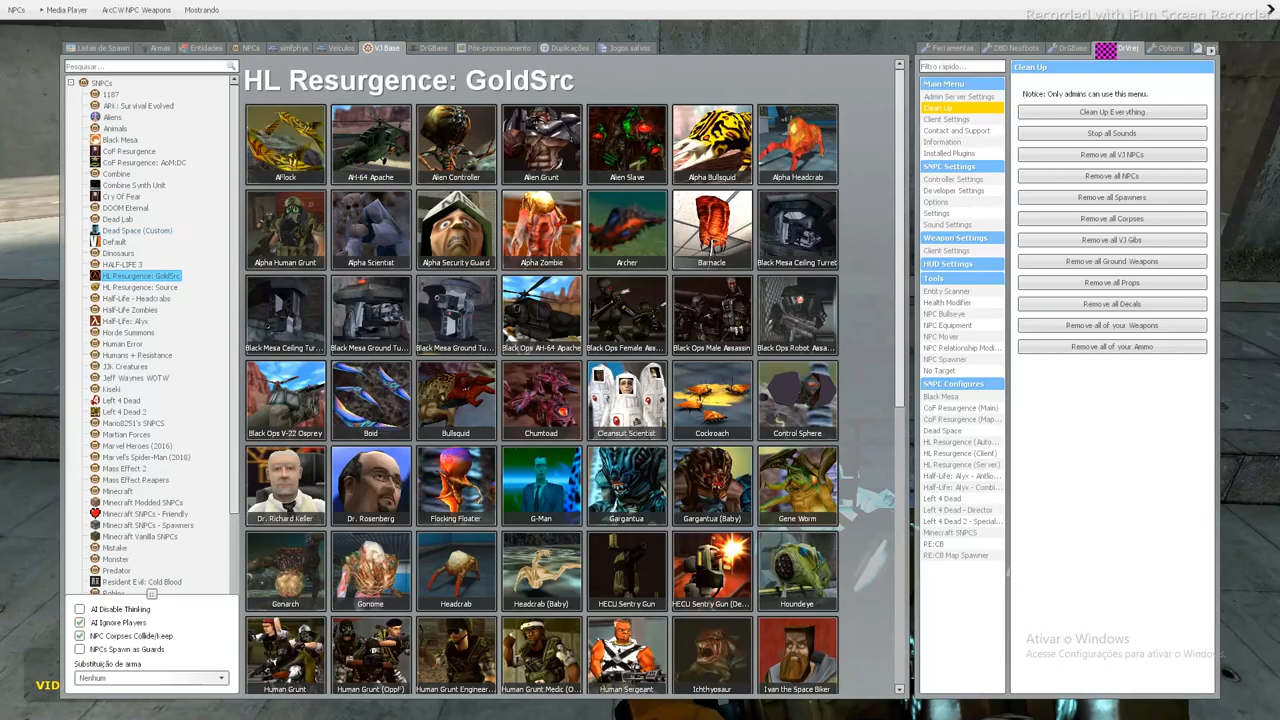 NPCs
Media Player
ArcCW NPC Weapons
Mostrando
Recorded with iFun Screen Recorder
Listas de Spawn
Armas
Entidades
NPCs
simfphys
Veículos
VJ Base
DrGBase
Pós-processamento
Duplicações
Jogos salvos
Pesquisar...
SNPCs
1187
ARK: Survival Evolved
Aliens
Animals
Black Mesa
CoF Resurgence
CoF Resurgence: AoM:DC
Combine
Combine Synth Unit
Cry Of Fear
DOOM Eternal
Dead Lab
Dead Space (Custom)
Default
Dinosaurs
HALF-LIFE 3
HL Resurgence: GoldSrc
HL Resurgence: Source
Half-Life - Headcrabs
Half-Life Zombies
Half-Life: Alyx
Horde Summons
Human Error
Humans + Resistance
JJk Creatures
Jeff Waynes WOTW
kiseki
Left 4 Dead
Left 4 Dead 2
Mario8251's SNPCS
Martian Forces
Marvel Heroes (2016)
Marvel's Spider-Man (2018)
Mass Effect 2
Mass Effect Reapers
Minecraft
Minecraft Modded SNPCs
Minecraft SNPCs - Friendly
Minecraft SNPCs - Spawners
Minecraft Vanilla SNPCs
Mistake
Monster
Predator
Resident Evil: Cold Blood
AI Disable Thinking
AI Ignore Players
NPC Corpses Collide/Keep
NPCs Spawn as Guards
Substituição de arma
Nenhum
VID
HL Resurgence: GoldSrc
AFlock
AH-64 Apache
Alien Controller
Alien Grunt
Alien Slave
Alpha Bullsquid
Alpha Headcrab
Alpha Human Grunt
Alpha Scientist
Alpha Security Guard
Alpha Zombie
Archer
Barnacle
Black Mesa Ceiling Turret
Black Mesa Ceiling Tur...
Black Mesa Ground Tu...
Black Mesa Ground Tu...
Black Ops AH-64 Apache
Black Ops Female Assa...
Black Ops Male Assassin
Black Ops Robot Assa...
Black Ops V-22 Osprey
Boid
Bullsquid
Chumtoad
Cleansuit Scientist
Cockroach
Control Sphere
Dr. Richard Keller
Dr. Rosenberg
Flocking Floater
G-Man
Gargantua
Gargantua (Baby)
Gene Worm
Gonarch
Gonome
Headcrab
Headcrab (Baby)
HECU Sentry Gun
HECU Sentry Gun (De...
Houndeye
Human Grunt
Human Grunt (OppF)
Human Grunt Engineer...
Human Grunt Medic (O...
Human Sergeant
Ichthyosaur
Ivan the Space Biker
Ferramentas
DBD Nextbots
DrGBase
DrVrej
Options
Filtro rápido...
Main Menu
Admin Server Settings
Clean Up
Client Settings
Contact and Support
Information
Installed Plugins
SNPC Settings
Controller Settings
Developer Settings
Options
Settings
Sound Settings
Weapon Settings
Client Settings
HUD Settings
Tools
Entity Scanner
Health Modifier
NPC Bullseye
NPC Equipment
NPC Mover
NPC Relationship Modi...
NPC Spawner
No Target
SNPC Configures
Black Mesa
CoF Resurgence (Main)
CoF Resurgence (Map...
Dead Space
HL Resurgence (Auto...
HL Resurgence (Client)
HL Resurgence (Server)
Half-Life: Alyx - Antlio...
Half-Life: Alyx - Combi...
Left 4 Dead
Left 4 Dead - Director
Left 4 Dead 2 - Special...
Minecraft SNPCS
RE:CB
RE:CB Map Spawner
Clean Up
Notice: Only admins can use this menu.
Clean Up Everything
Stop all Sounds
Remove all VJ NPCs
Remove all NPCs
Remove all Spawners
Remove all Corpses
Remove all VJ Gibs
Remove all Ground Weapons
Remove all Props
Remove all Decals
Remove all of your Weapons
Remove all of your Ammo
Ativar o Windows
Acesse Configurações para ativar o Windows.